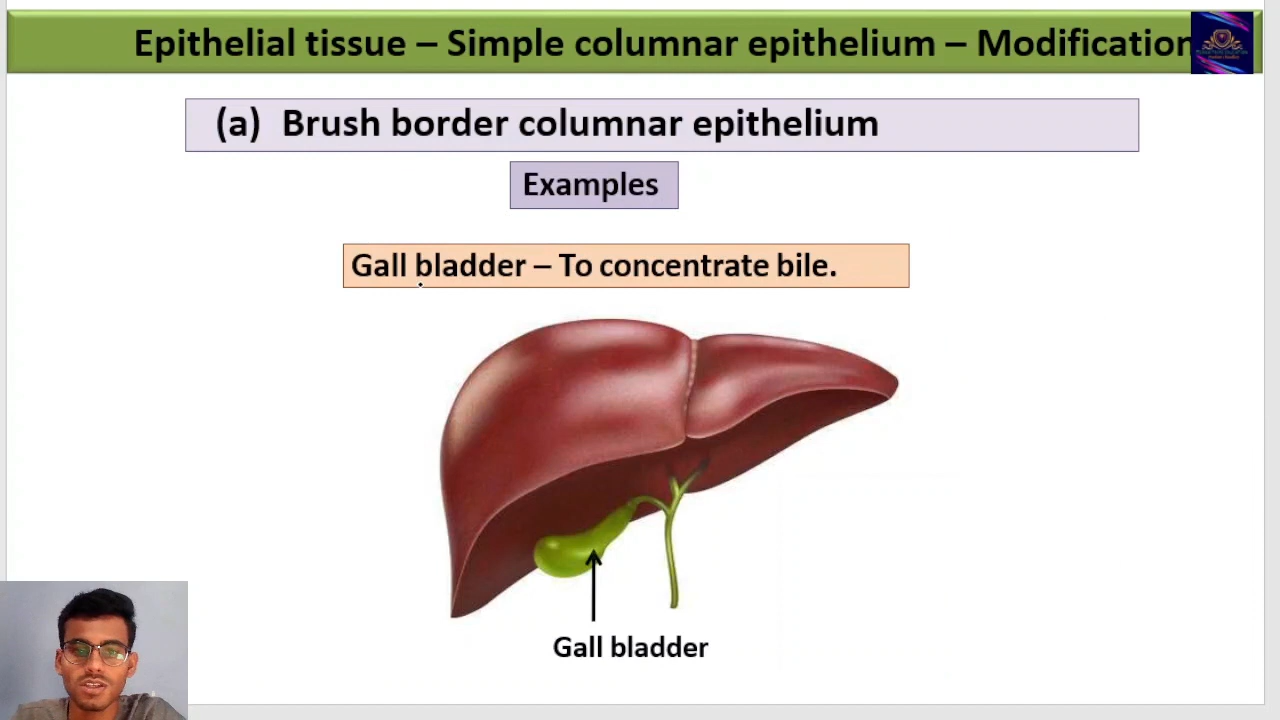 Epithelial tissue – Simple columnar epithelium – Modification
(a) Brush border columnar epithelium
Examples
Gall bladder – To concentrate bile.
Gall bladder